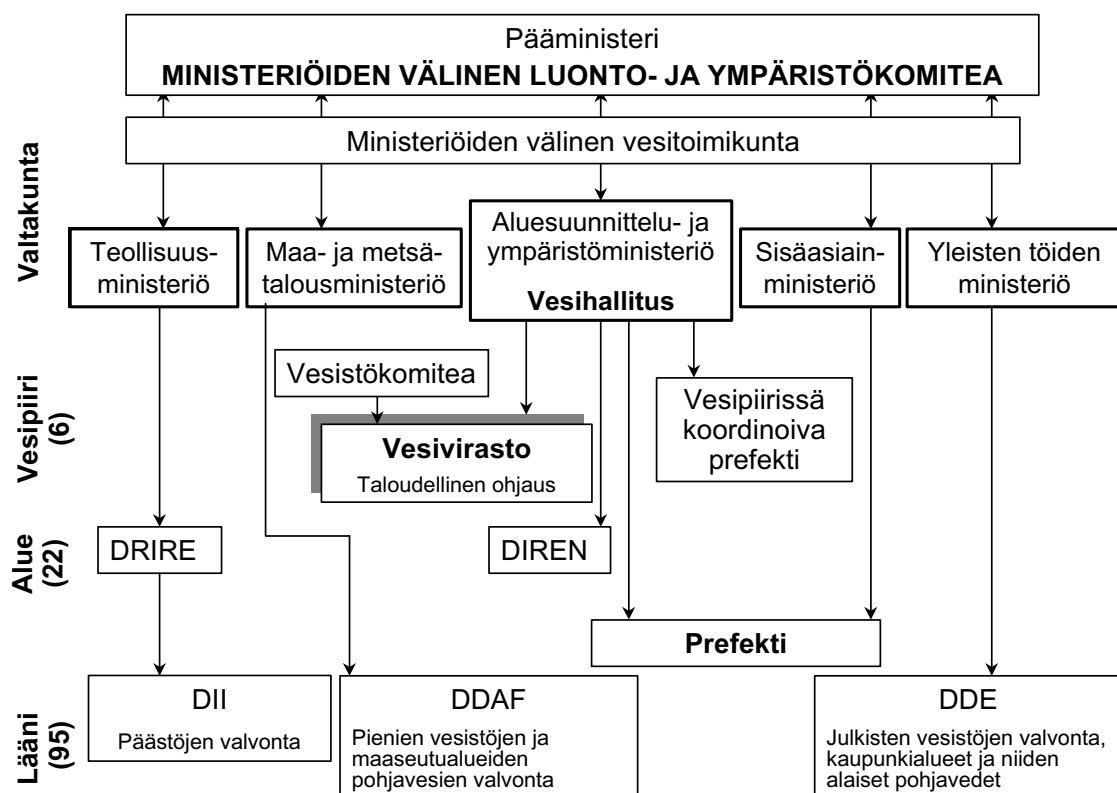 Pääministeri
MINISTERIÖIDEN VÄLINEN LUONTO- JA YMPÄRISTÖKOMITEA
Ministeriöiden välinen vesitoimikunta
Valtakunta
Teollisuus-
ministeriö
Maa- ja metsä-
talousministeriö
Aluesuunnittelu- ja
ympäristöministeriö
Vesihallitus
Sisäasiain-
ministeriö
Yleisten töiden
ministeriö
Vesipiiri
(6)
Vesistökomitea
Vesivirasto
Taloudellinen ohjaus
Vesipiirissä
koordinoiva
prefekti
Alue
(22)
DRIRE
DIREN
Prefekti
Lääni
(95)
DII
Päästöjen valvonta
DDAF
Pienien vesistöjen ja
maaseutualueiden
pohjavesien valvonta
DDE
Julkisten vesistöjen valvonta,
kaupunkialueet ja niiden
alaiset pohjavedet